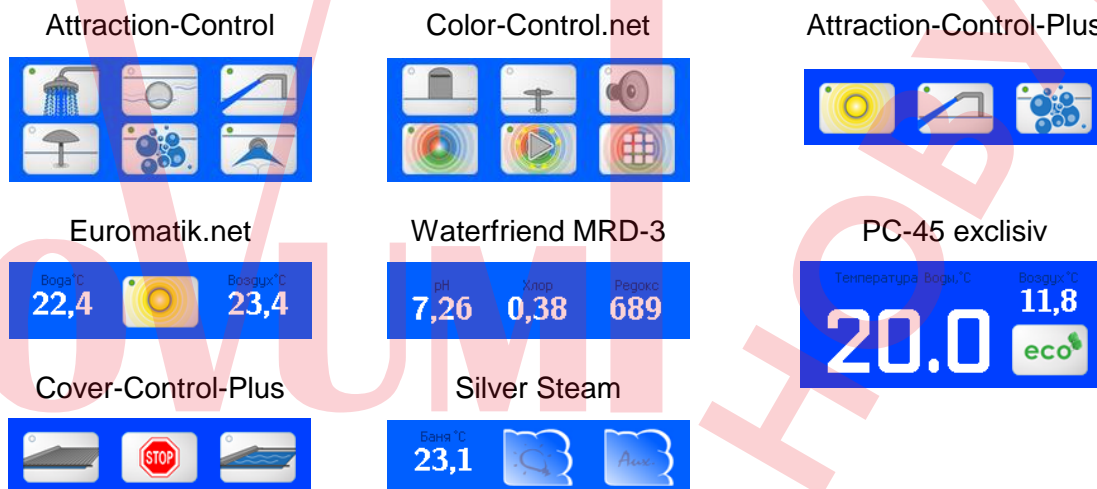 Attraction-Control
Color-Control.net
Attraction-Control-Plus
Euromatik.net
Waterfriend MRD-3
PC-45 exclisiv
Вода°C
22,4
Воздух°C
23,4
pH
7,26
Хлор
0,38
Редокс
689
Температура Воды,°C
20.0
Воздух°C
11,8
eco
Cover-Control-Plus
Silver Steam
STOP
Баня°C
23,1
Aux.
OVUM
НОВУ